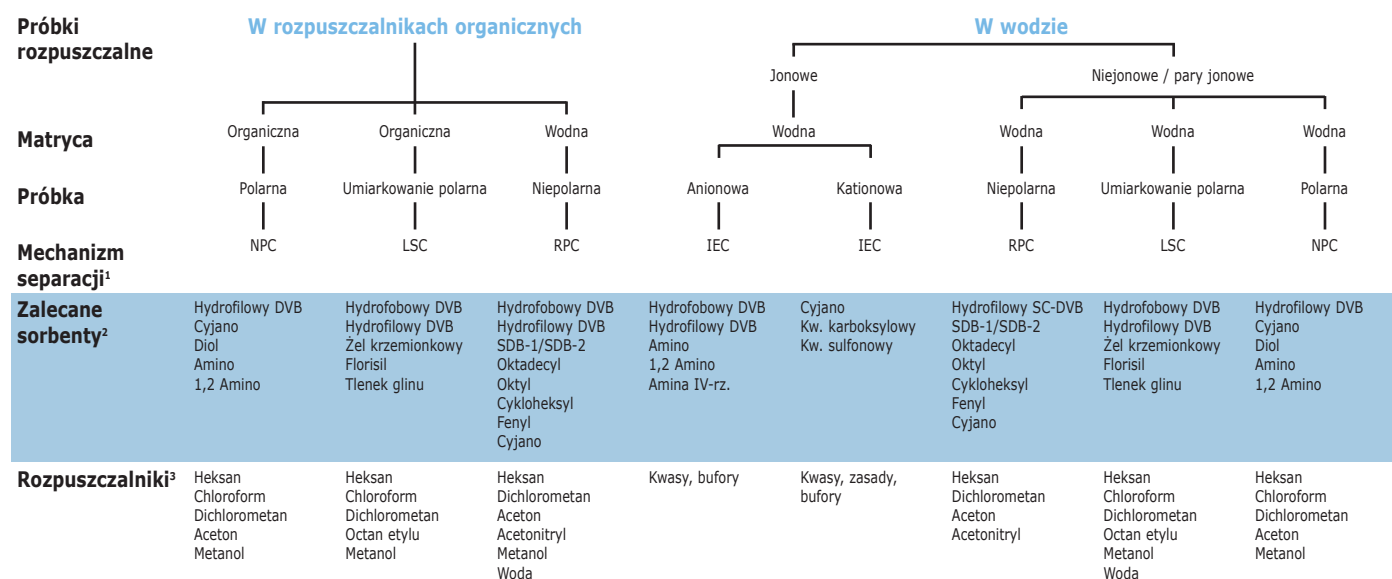 Próbki
rozpuszczalne
W rozpuszczalnikach organicznych
W wodzie
Jonowe
Niejonowe / pary jonowe
Matryca
Organiczna
Organiczna
Wodna
Wodna
Wodna
Wodna
Wodna
Próbka
Polarna
Umiarkowanie polarna
Niepolarna
Anionowa
Kationowa
Niepolarna
Umiarkowanie polarna
Polarna
Mechanizm
separacji¹
NPC
LSC
RPC
IEC
IEC
RPC
LSC
NPC
Zalecane
sorbenty²
Hydrofilowy DVB
Cyjano
Diol
Amino
1,2 Amino
Hydrofobowy DVB
Hydrofilowy DVB
Żel krzemionkowy
Florisil
Tlenek glinu
Hydrofobowy DVB
Hydrofilowy DVB
SDB-1/SDB-2
Oktadecyl
Oktyl
Cykloheksyl
Fenyl
Cyjano
Hydrofobowy DVB
Hydrofilowy DVB
Amino
1,2 Amino
Amina IV-rz.
Cyjano
Kw. karboksylowy
Kw. sulfonowy
Hydrofilowy SC-DVB
SDB-1/SDB-2
Oktadecyl
Oktyl
Cykloheksyl
Fenyl
Cyjano
Hydrofobowy DVB
Hydrofilowy DVB
Żel krzemionkowy
Florisil
Tlenek glinu
Hydrofilowy DVB
Cyjano
Diol
Amino
1,2 Amino
Rozpuszczalniki³
Heksan
Chloroform
Dichlorometan
Aceton
Metanol
Heksan
Chloroform
Dichlorometan
Octan etylu
Metanol
Heksan
Dichlorometan
Aceton
Acetonitryl
Metanol
Woda
Kwasy, bufory
Kwasy, zasady,
bufory
Heksan
Dichlorometan
Aceton
Acetonitryl
Heksan
Chloroform
Dichlorometan
Octan etylu
Metanol
Woda
Heksan
Chloroform
Dichlorometan
Aceton
Metanol